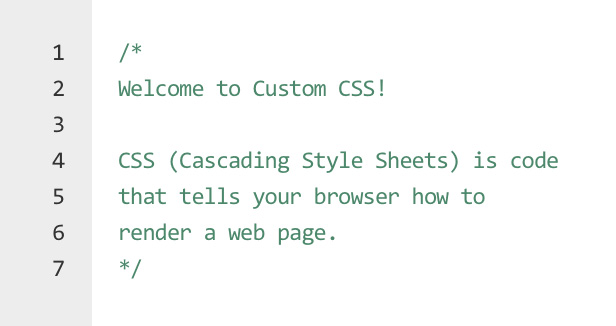 1 /*
2 Welcome to Custom CSS!
3
4 CSS (Cascading Style Sheets) is code
5 that tells your browser how to
6 render a web page.
7 */